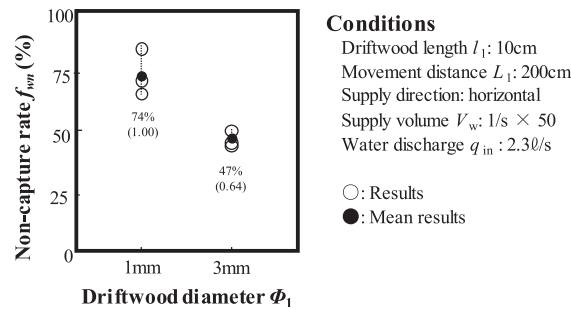 Non-capture rate fwn (%)
100
75
50
25
0
74%
(1.00)
47%
(0.64)
1mm
3mm
Driftwood diameter Φ1
Conditions
Driftwood length l1: 10cm
Movement distance L1: 200cm
Supply direction: horizontal
Supply volume Vw: 1/s × 50
Water discharge q in : 2.3ℓ/s
○: Results
●: Mean results